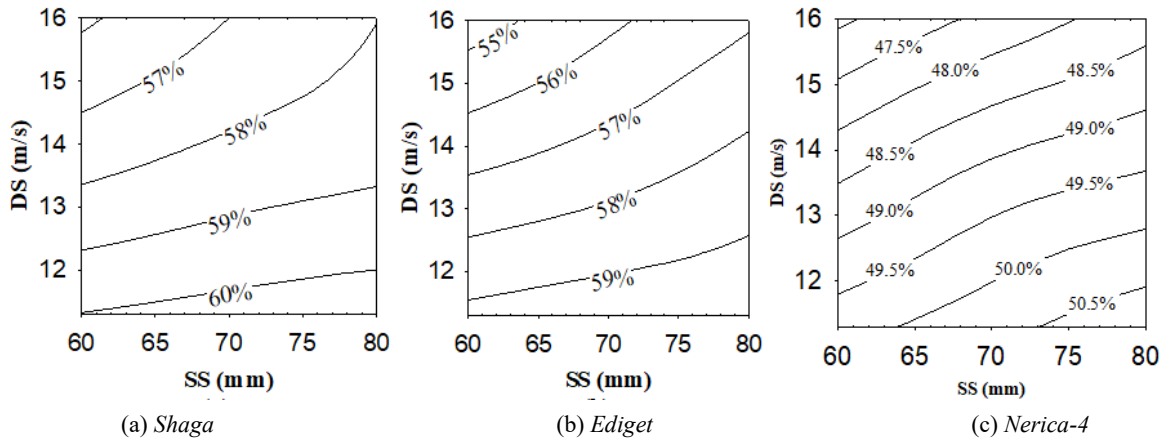 16
15
14
13
12
DS (m/s)
57%
58%
59%
60%
60 65 70 75 80
SS (mm)
(a) Shaga
16
15
14
13
12
DS (m/s)
55%
56%
57%
58%
59%
60 65 70 75 80
SS (mm)
(b) Ediget
16
15
14
13
12
DS (m/s)
47.5%
48.0%
48.5%
48.5%
49.0%
49.0%
49.5%
49.5%
50.0%
50.5%
60 65 70 75 80
SS (mm)
(c) Nerica-4